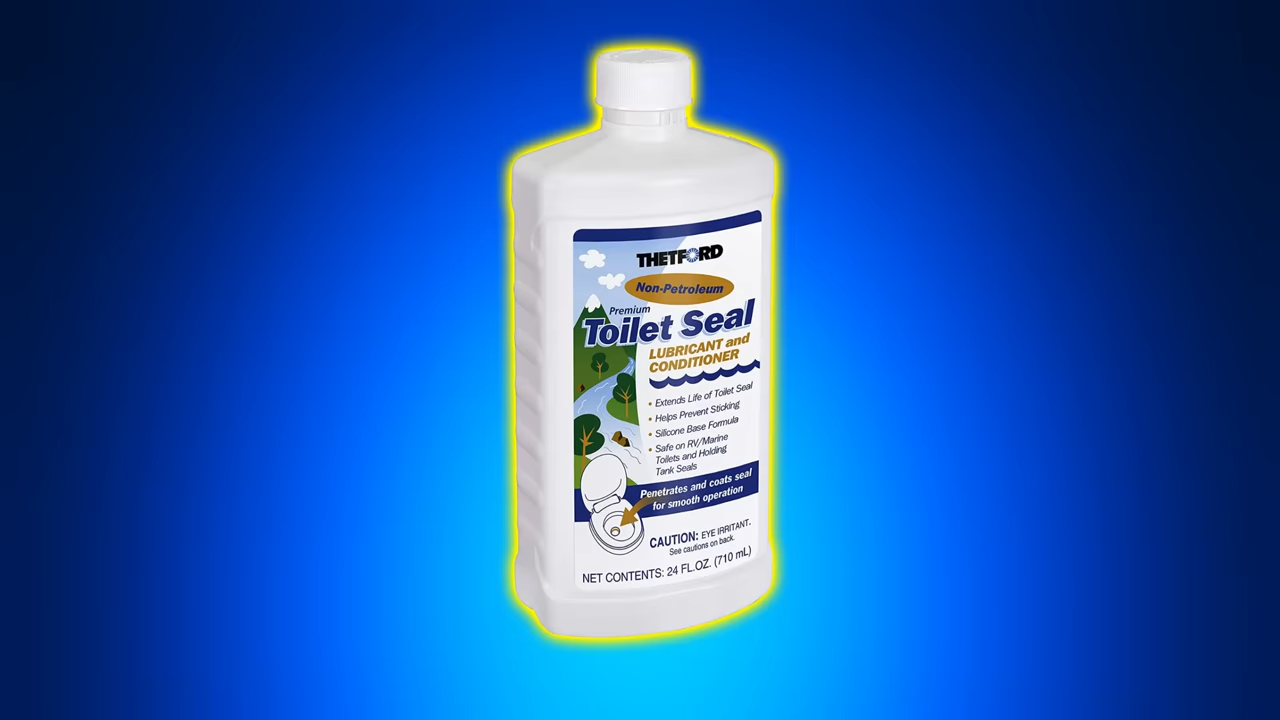 THETFORD
Non-Petroleum
Premium
Toilet Seal
LUBRICANT and
CONDITIONER
• Extends Life of Toilet Seal
• Helps Prevent Sticking
• Silicone Base Formula
• Safe on RV/Marine
Toilets and Holding
Tank Seals
Penetrates and coats seal
for smooth operation
CAUTION: EYE IRRITANT.
See cautions on back.
NET CONTENTS: 24 FL.OZ. (710 mL)